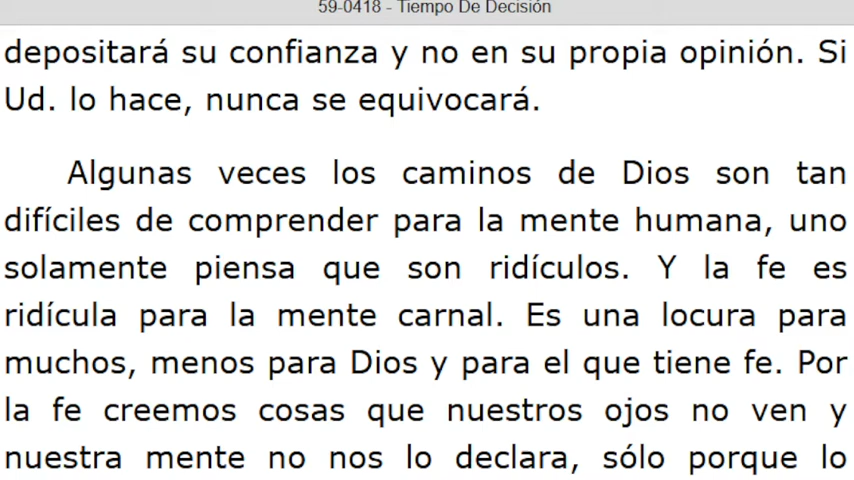 59-0418 - Tiempo De Decisión
depositará su confianza y no en su propia opinión. Si
Ud. lo hace, nunca se equivocará.
Algunas veces los caminos de Dios son tan
difíciles de comprender para la mente humana, uno
solamente piensa que son ridículos. Y la fe es
ridícula para la mente carnal. Es una locura para
muchos, menos para Dios y para el que tiene fe. Por
la fe creemos cosas que nuestros ojos no ven y
nuestra mente no nos lo declara, sólo porque lo